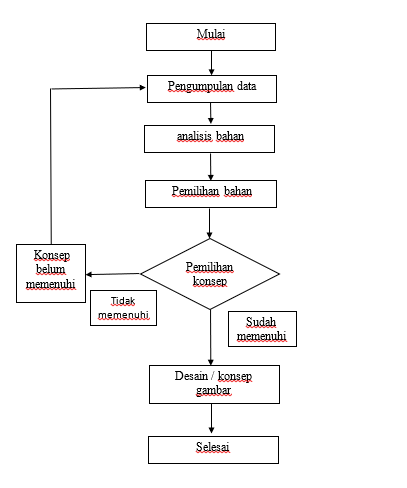 Mulai
Pengumpulan data
analisis bahan
Pemilihan bahan
Pemilihan
konsep
Konsep
belum
memenuhi
Tidak
memenuhi
Sudah
memenuhi
Desain / konsep
gambar
Selesai